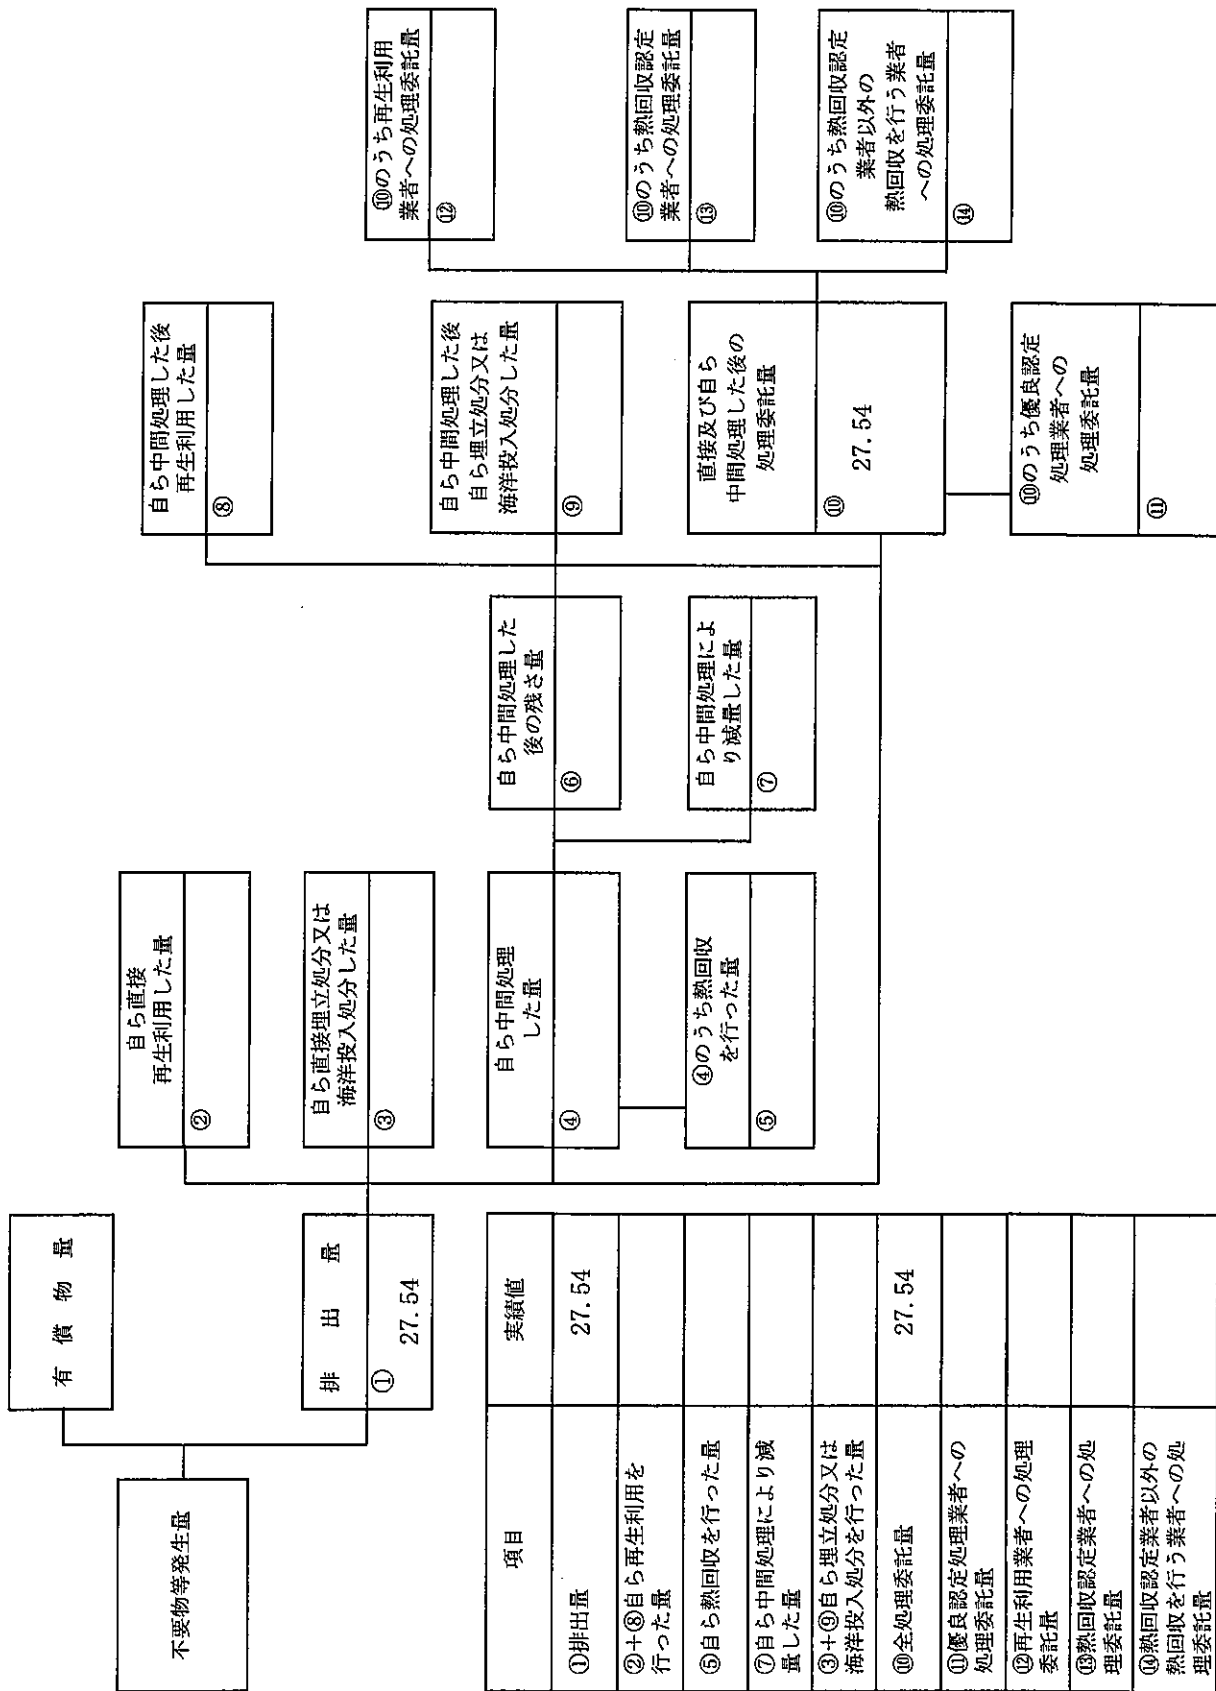 不要物等発生量
有償物量
排出量
①
27.54
自ら直接
再生利用した量
②
自ら直接埋立処分又は
海洋投入処分した量
③
自ら中間処理
した量
④
④のうち熱回収
を行った量
⑤
自ら中間処理した
後の残さ量
⑥
自ら中間処理によ
り減量した量
⑦
自ら中間処理した後
再生利用した量
⑧
自ら中間処理した後
自ら埋立処分又は
海洋投入処分した量
⑨
直接及び自ら
中間処理した後の
処理委託量
⑩
27.54
⑩のうち優良認定
処理業者への
処理委託量
⑪
⑩のうち再生利用
業者への処理委託量
⑫
⑩のうち熱回収認定
業者への処理委託量
⑬
⑩のうち熱回収認定
業者以外の
熱回収を行う業者
への処理委託量
⑭
項目 実績値
①排出量 27.54
②+⑧自ら再生利用を
行った量
⑤自ら熱回収を行った量
⑦自ら中間処理により減
量した量
③+⑨自ら埋立処分又は
海洋投入処分を行った量
⑩全処理委託量 27.54
⑪優良認定処理業者への
処理委託量
⑫再生利用業者への処理
委託量
⑬熱回収認定業者への処
理委託量
⑭熱回収認定業者以外の
熱回収を行う業者への処
理委託量